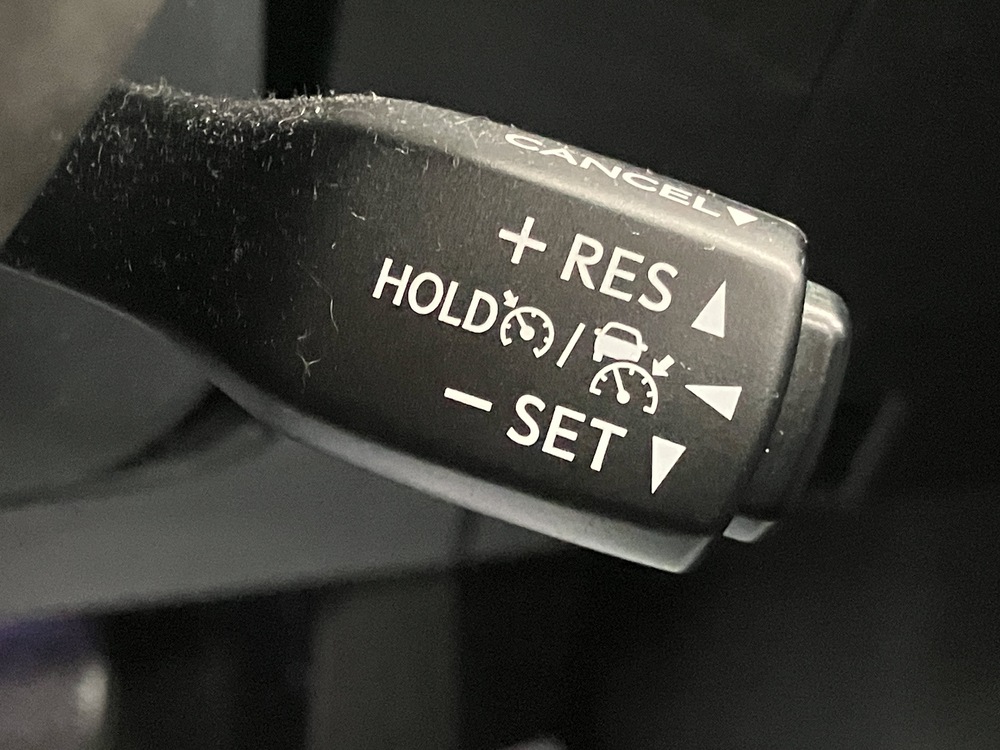 CANCEL
+ RES
HOLD /
− SET